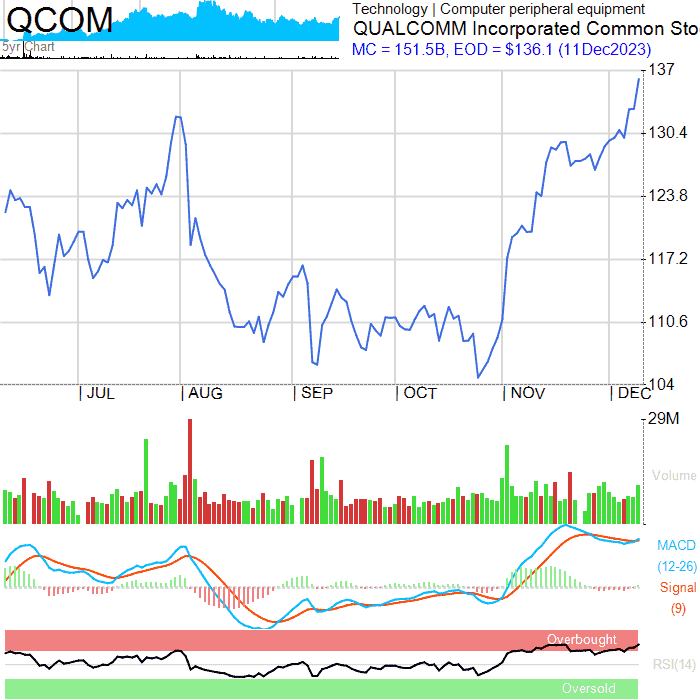 QCOM
5yr Chart
Technology | Computer peripheral equipment
QUALCOMM Incorporated Common Sto
MC = 151.5B, EOD = $136.1 (11Dec2023)
137
130.4
123.8
117.2
110.6
104
| JUL
| AUG
| SEP
| OCT
| NOV
| DEC
29M
Volume
MACD
(12-26)
Signal
(9)
Overbought
RSI(14)
Oversold